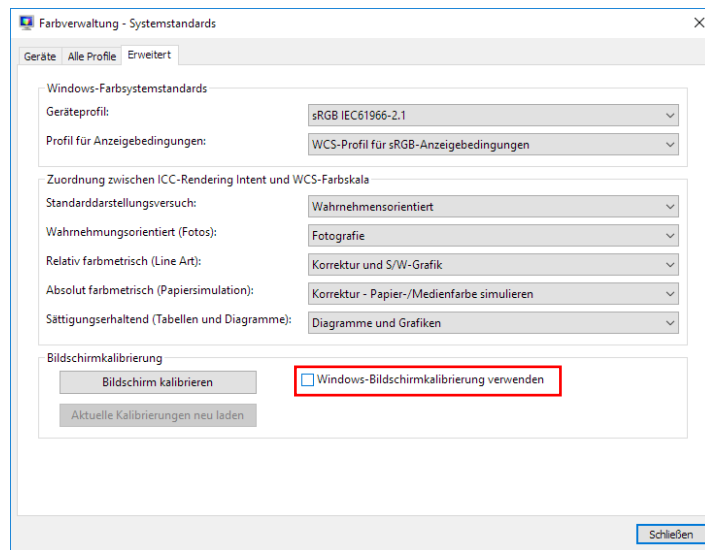 Farbverwaltung - Systemstandards
Geräte Alle Profile Erweitert
Windows-Farbsystemstandards
Geräteprofil: sRGB IEC61966-2.1
Profil für Anzeigebedingungen: WCS-Profil für sRGB-Anzeigebedingungen
Zuordnung zwischen ICC-Rendering Intent und WCS-Farbskala
Standarddarstellungsversuch: Wahrnehmensorientiert
Wahrnehmungsorientiert (Fotos): Fotografie
Relativ farbmetrisch (Line Art): Korrektur und S/W-Grafik
Absolut farbmetrisch (Papiersimulation): Korrektur - Papier-/Medienfarbe simulieren
Sättigungserhaltend (Tabellen und Diagramme): Diagramme und Grafiken
Bildschirmkalibrierung
Bildschirm kalibrieren Windows-Bildschirmkalibrierung verwenden
Aktuelle Kalibrierungen neu laden
Schließen